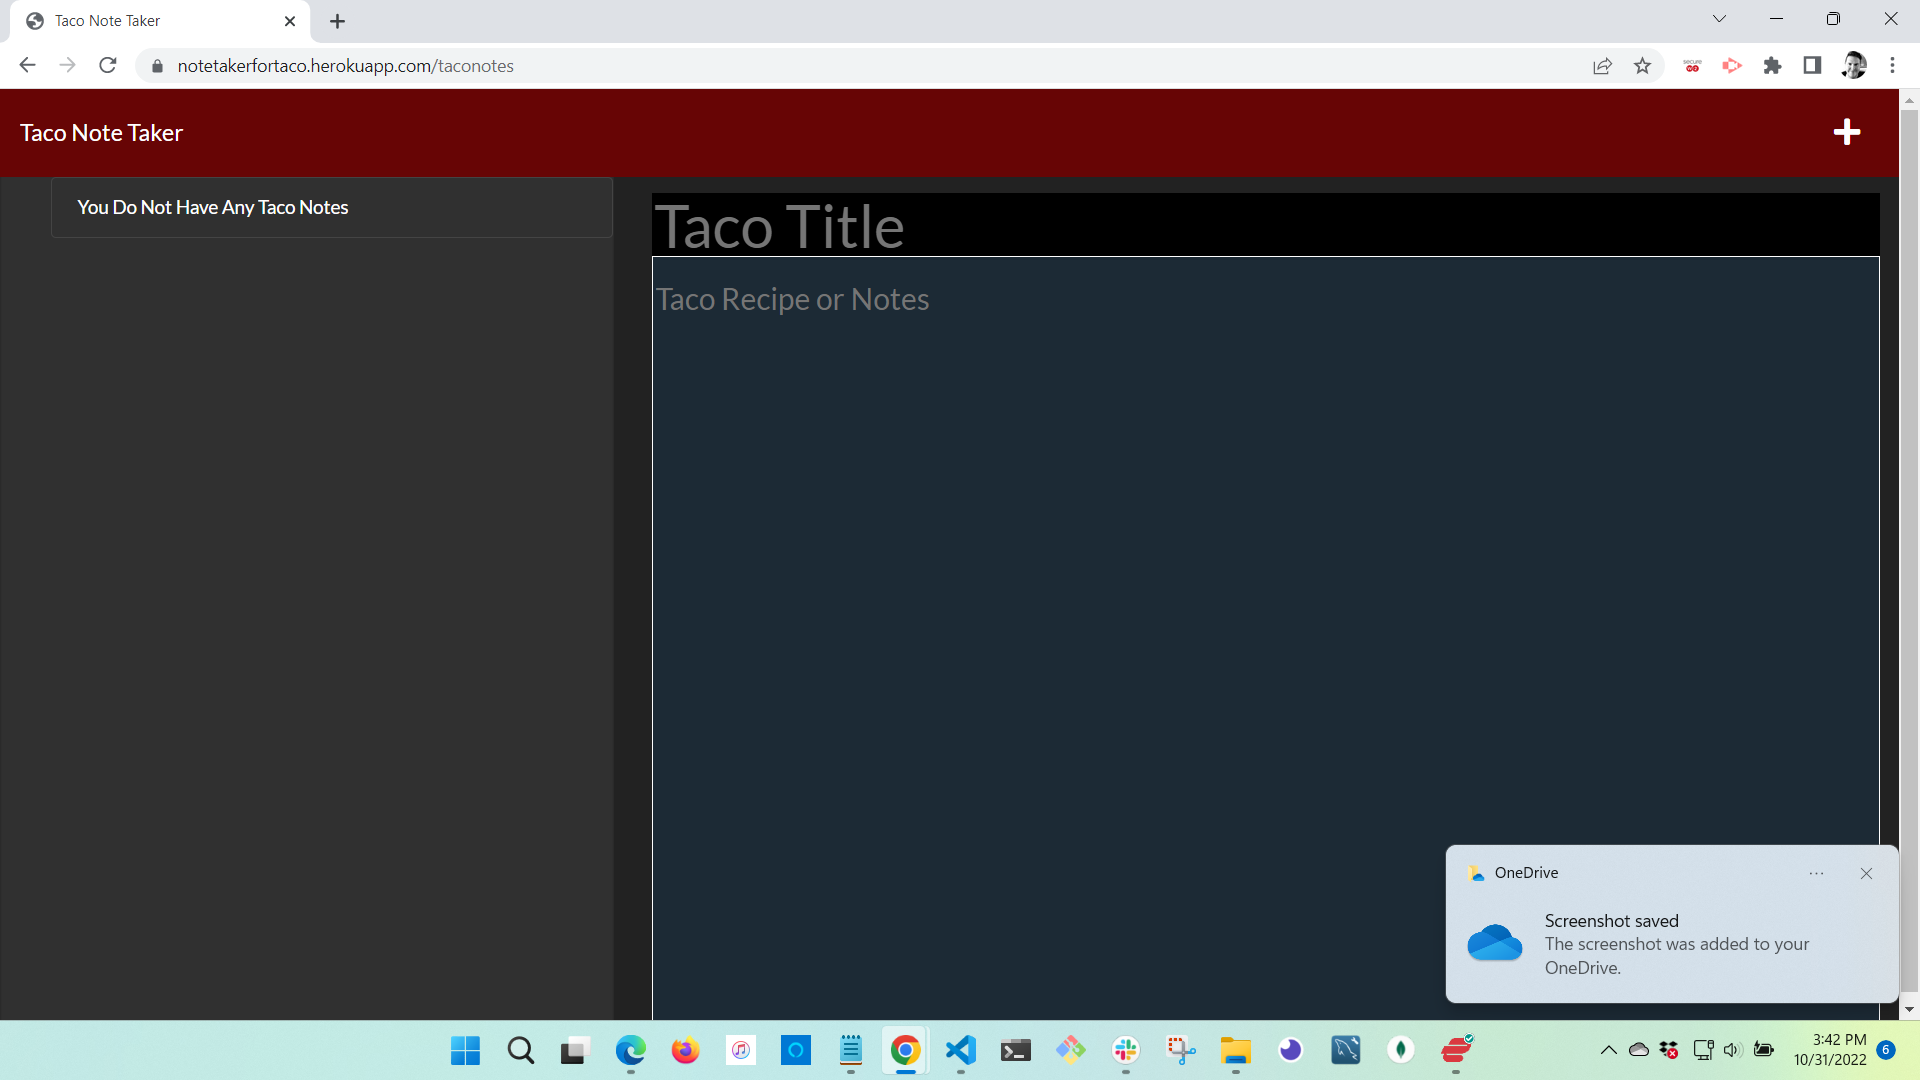 Taco Note Taker
notetakerfortaco.herokuapp.com/taconotes
Taco Note Taker
You Do Not Have Any Taco Notes
Taco Title
Taco Recipe or Notes
OneDrive
Screenshot saved
The screenshot was added to your
OneDrive.
3:42 PM
10/31/2022
6